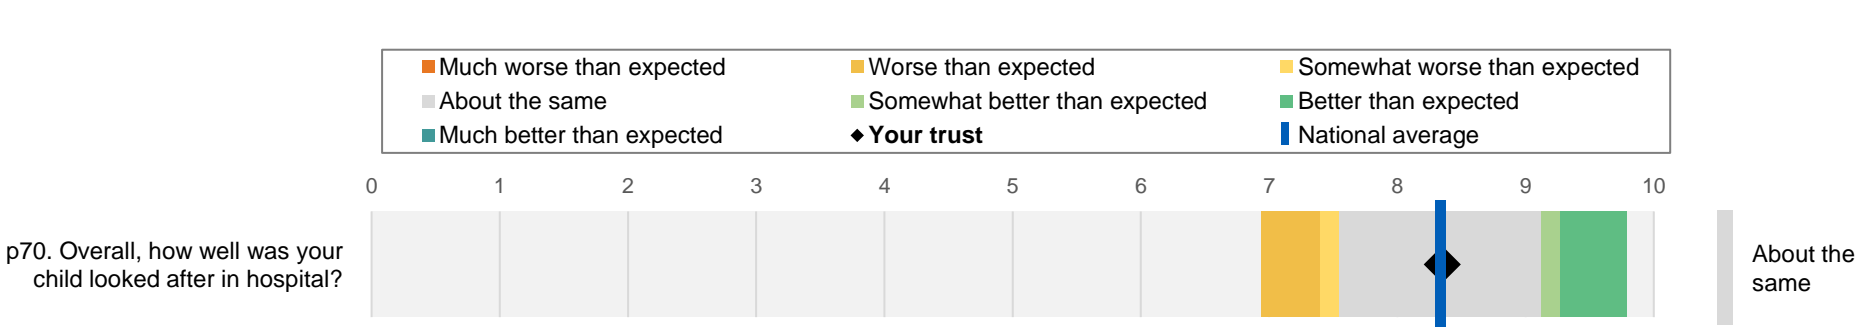 Much worse than expected
Worse than expected
Somewhat worse than expected
About the same
Somewhat better than expected
Better than expected
Much better than expected
Your trust
National average
0 1 2 3 4 5 6 7 8 9 10
p70. Overall, how well was your
child looked after in hospital?
About the
same